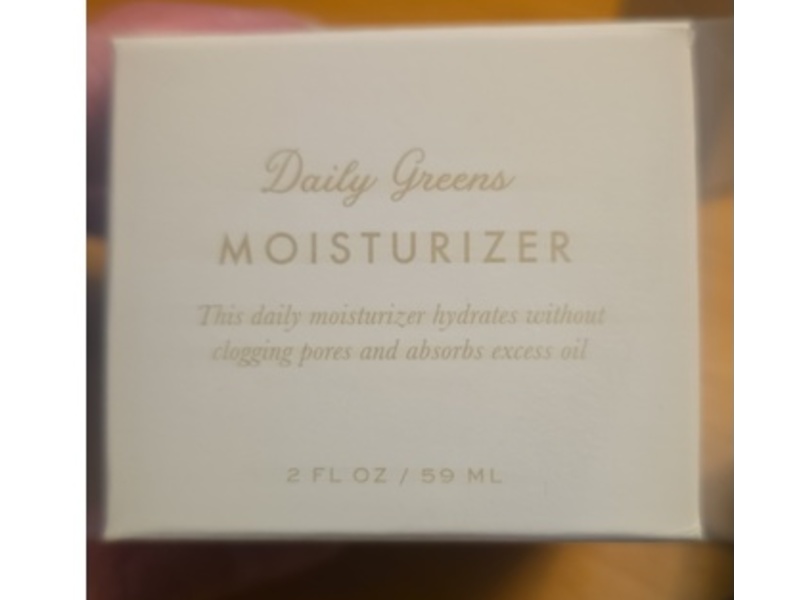 Daily Greens
MOISTURIZER
This daily moisturizer hydrates without
clogging pores and absorbs excess oil
2 FL OZ / 59 ML